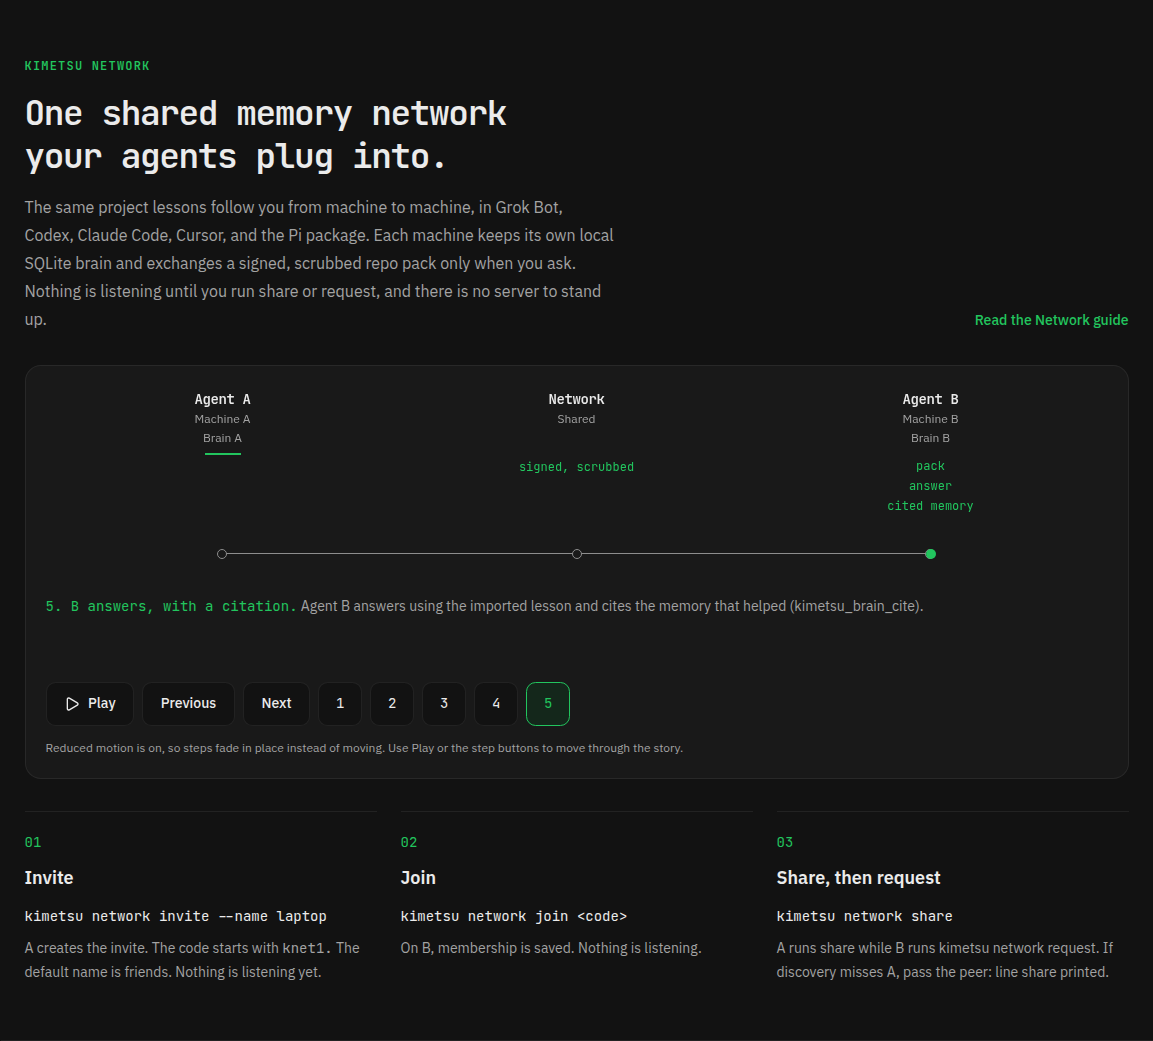 KIMETSU NETWORK
One shared memory network
your agents plug into.
The same project lessons follow you from machine to machine, in Grok Bot,
Codex, Claude Code, Cursor, and the Pi package. Each machine keeps its own local
SQLite brain and exchanges a signed, scrubbed repo pack only when you ask.
Nothing is listening until you run share or request, and there is no server to stand
up.
Read the Network guide
Agent A
Machine A
Brain A
Network
Shared
signed, scrubbed
Agent B
Machine B
Brain B
pack
answer
cited memory
5. B answers, with a citation. Agent B answers using the imported lesson and cites the memory that helped (kimetsu_brain_cite).
Play Previous Next 1 2 3 4 5
Reduced motion is on, so steps fade in place instead of moving. Use Play or the step buttons to move through the story.
01
Invite
kimetsu network invite --name laptop
A creates the invite. The code starts with knet1. The
default name is friends. Nothing is listening yet.
02
Join
kimetsu network join <code>
On B, membership is saved. Nothing is listening.
03
Share, then request
kimetsu network share
A runs share while B runs kimetsu network request. If
discovery misses A, pass the peer: line share printed.